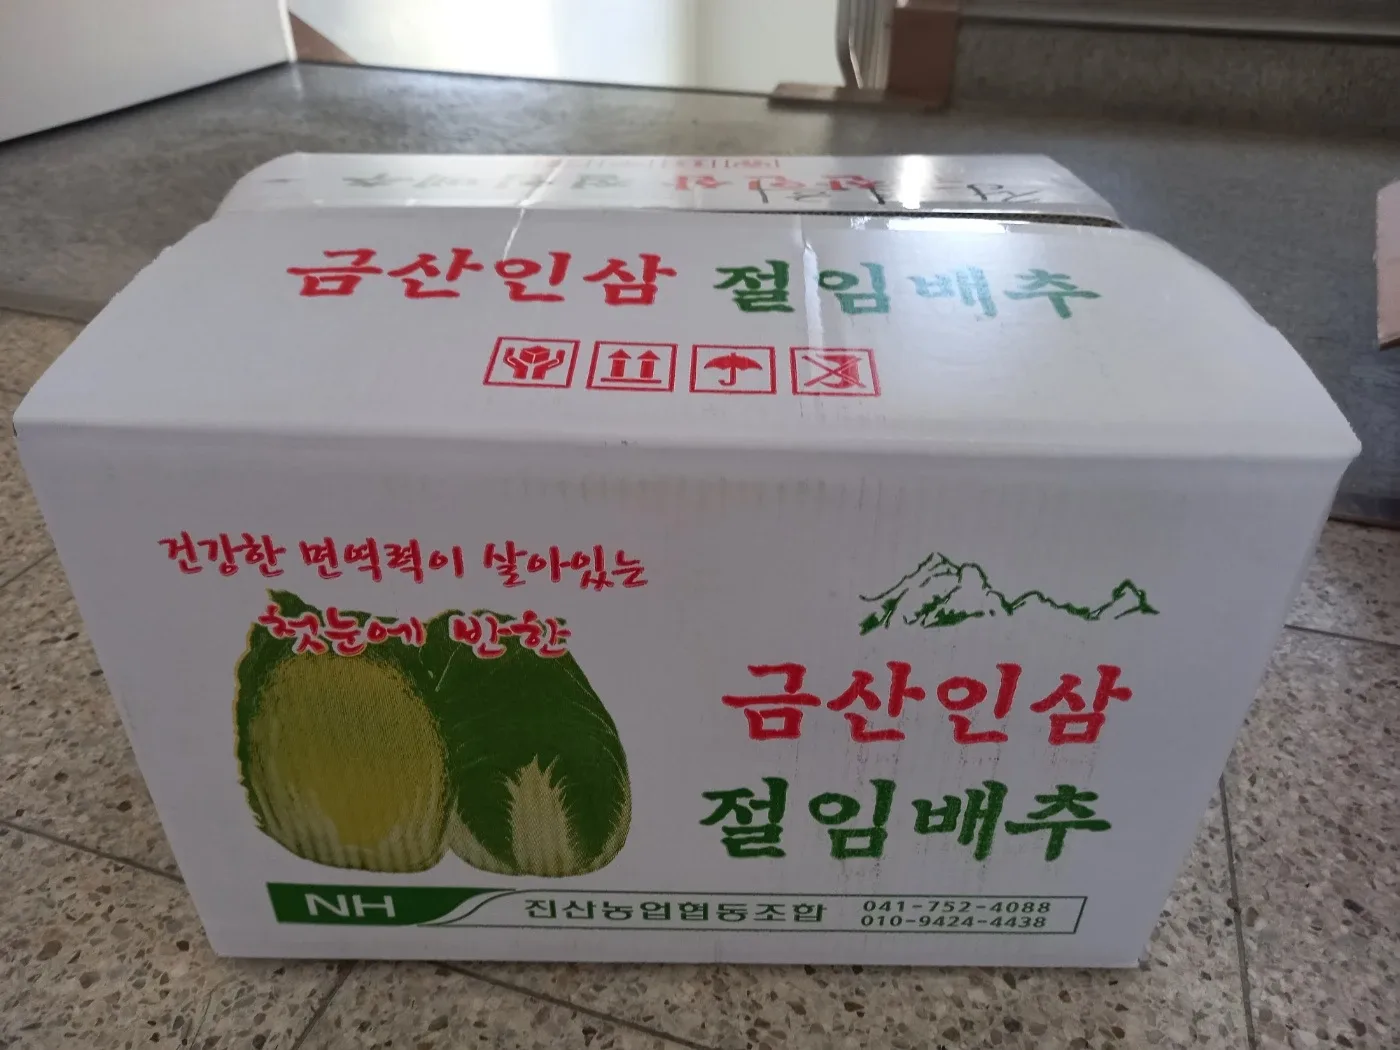 금산인삼 절임배추
건강한 면역력이 살아있는
첫눈에 반한
금산인삼
절임배추
NH 진산농업협동조합 041-752-4088
010-9424-4438